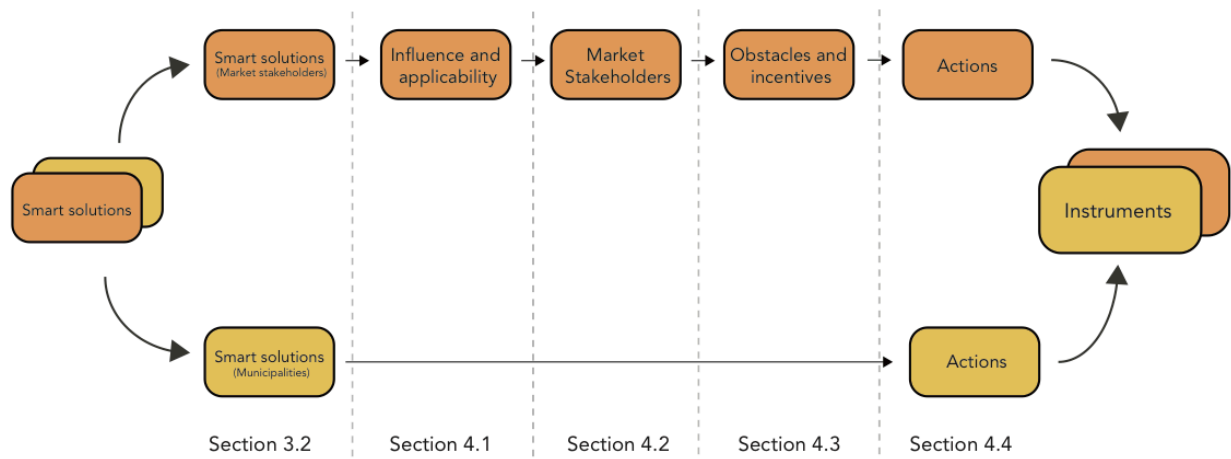 Smart solutions
(Market stakeholders)
Influence and
applicability
Market
Stakeholders
Obstacles and
incentives
Actions
Smart solutions
Instruments
Smart solutions
(Municipalities)
Actions
Section 3.2
Section 4.1
Section 4.2
Section 4.3
Section 4.4